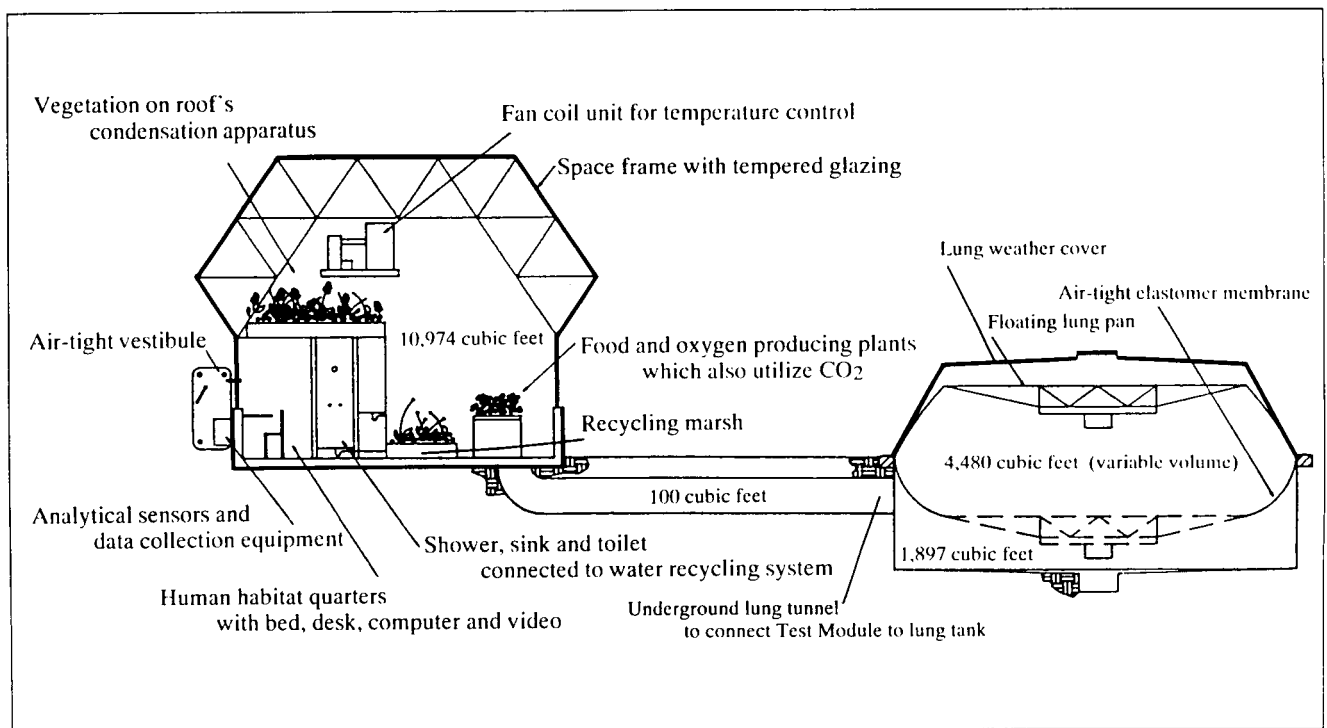 Vegetation on roof's
condensation apparatus
Fan coil unit for temperature control
Space frame with tempered glazing
Lung weather cover
Air-tight elastomer membrane
Floating lung pan
Air-tight vestibule
10,974 cubic feet
Food and oxygen producing plants
which also utilize CO2
Recycling marsh
4,480 cubic feet (variable volume)
100 cubic feet
1,897 cubic feet
Analytical sensors and
data collection equipment
Shower, sink and toilet
connected to water recycling system
Human habitat quarters
with bed, desk, computer and video
Underground lung tunnel
to connect Test Module to lung tank